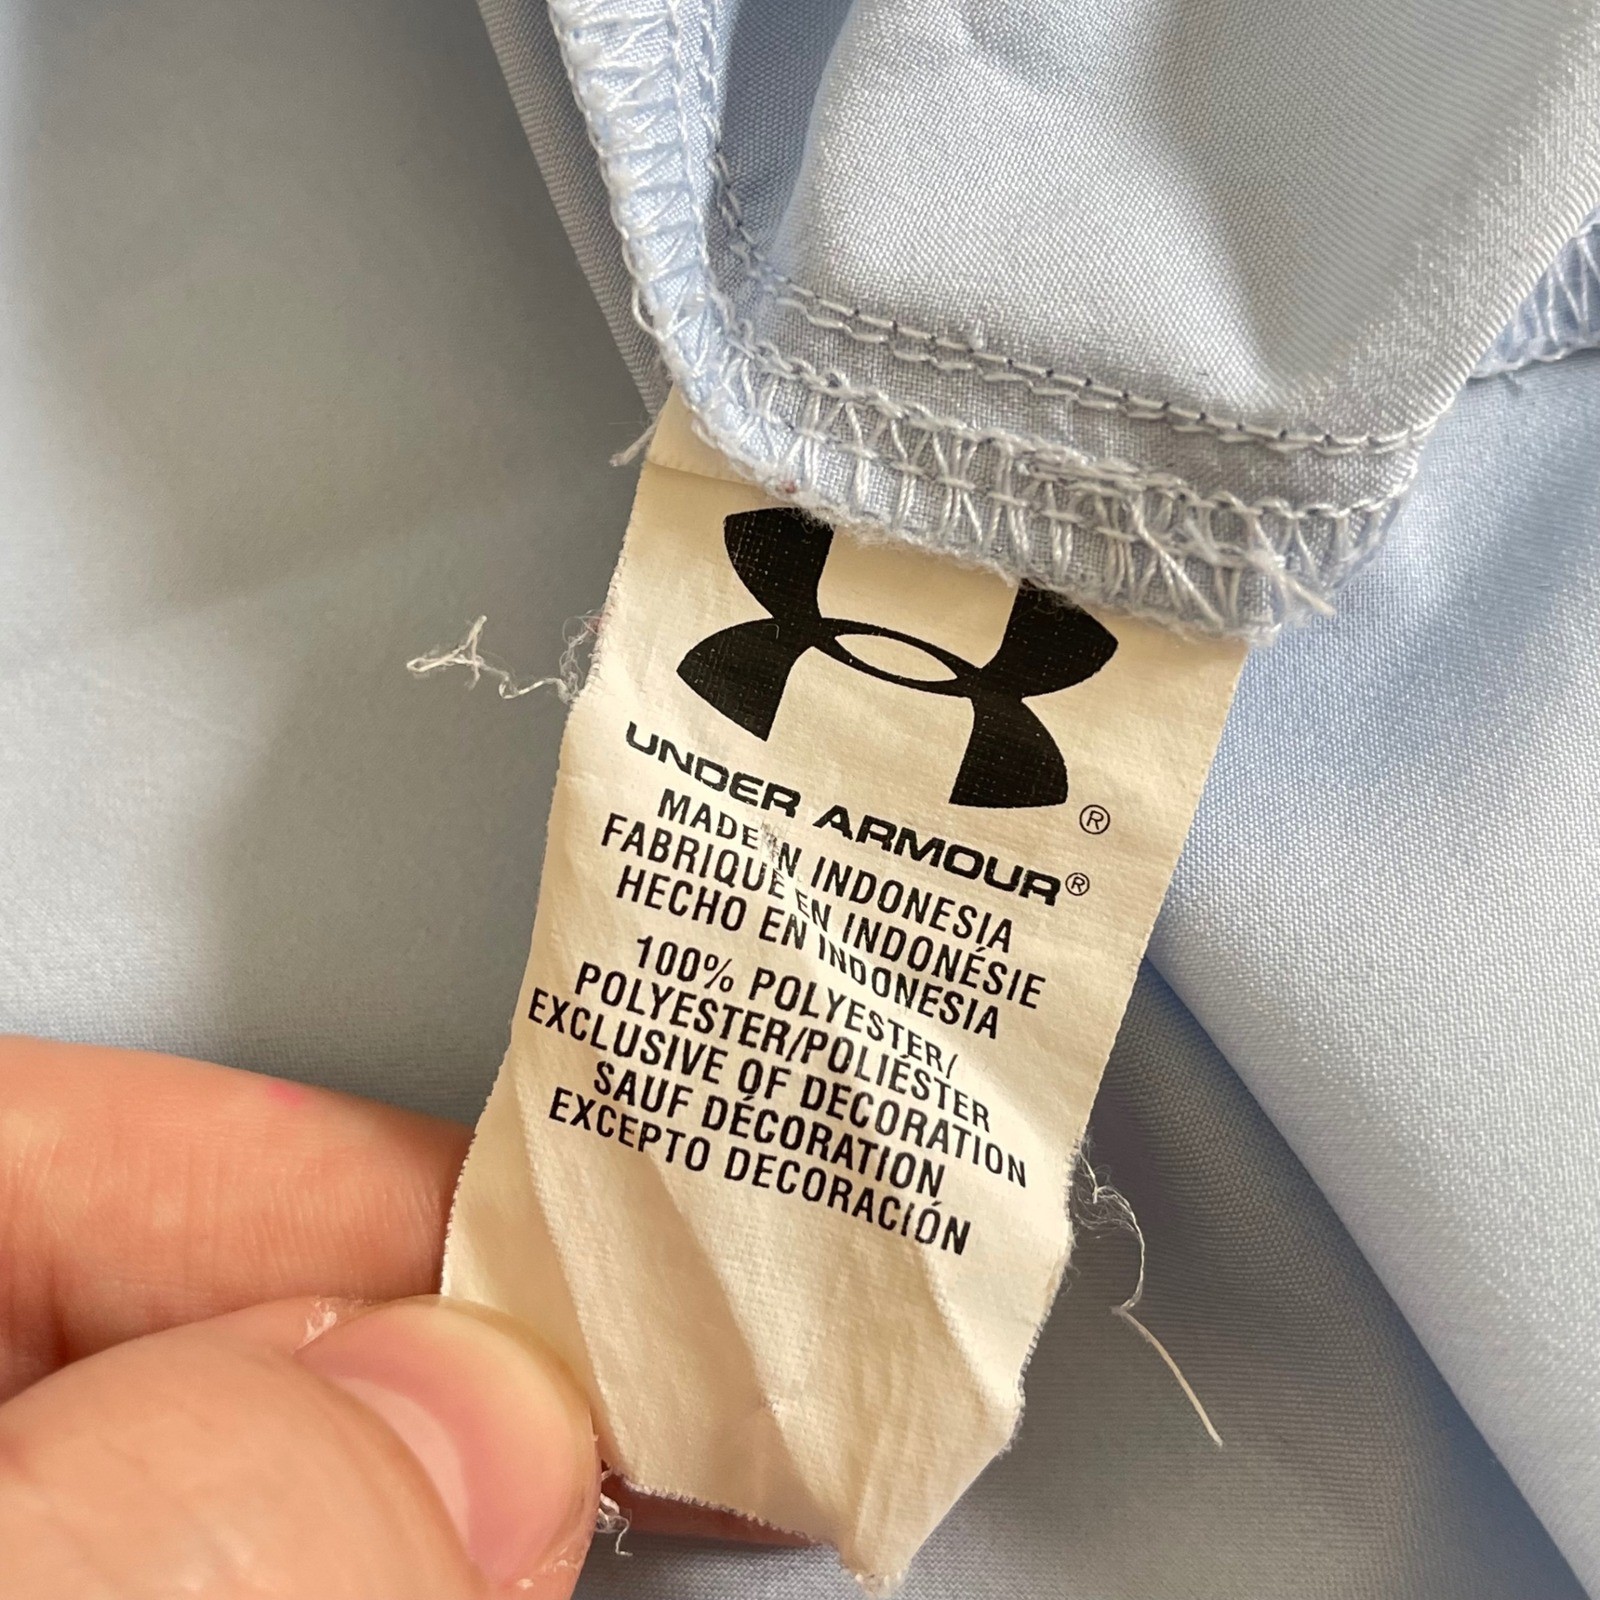 ®
UNDER ARMOUR®
MADE IN INDONESIA
FABRIQUE EN INDONÉSIE
HECHO EN INDONESIA
100% POLYESTER/
POLYESTER/POLIÉSTER
EXCLUSIVE OF DECORATION
SAUF DÉCORATION
EXCEPTO DECORACIÓN